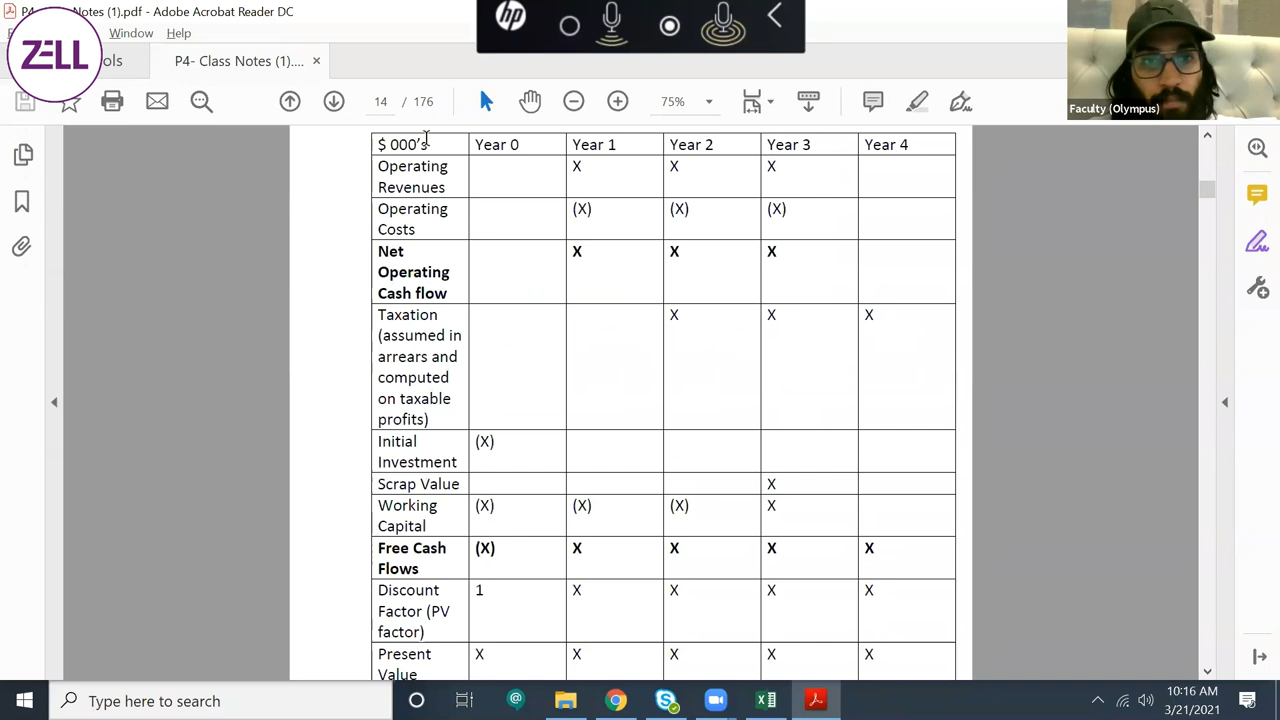 P4- Class Notes (1).pdf - Adobe Acrobat Reader DC
hp
Window Help
ZELL
ools
P4- Class Notes (1).... ×
14 / 176
75%
Faculty (Olympus)
$ 000's Year 0 Year 1 Year 2 Year 3 Year 4
Operating X X X
Revenues
Operating (X) (X) (X)
Costs
Net X X X
Operating
Cash flow
Taxation X X X
(assumed in
arrears and
computed
on taxable
profits)
Initial (X)
Investment
Scrap Value X
Working (X) (X) (X) X
Capital
Free Cash (X) X X X X
Flows
Discount 1 X X X X
Factor (PV
factor)
Present X X X X X
Value
Type here to search
10:16 AM
3/21/2021